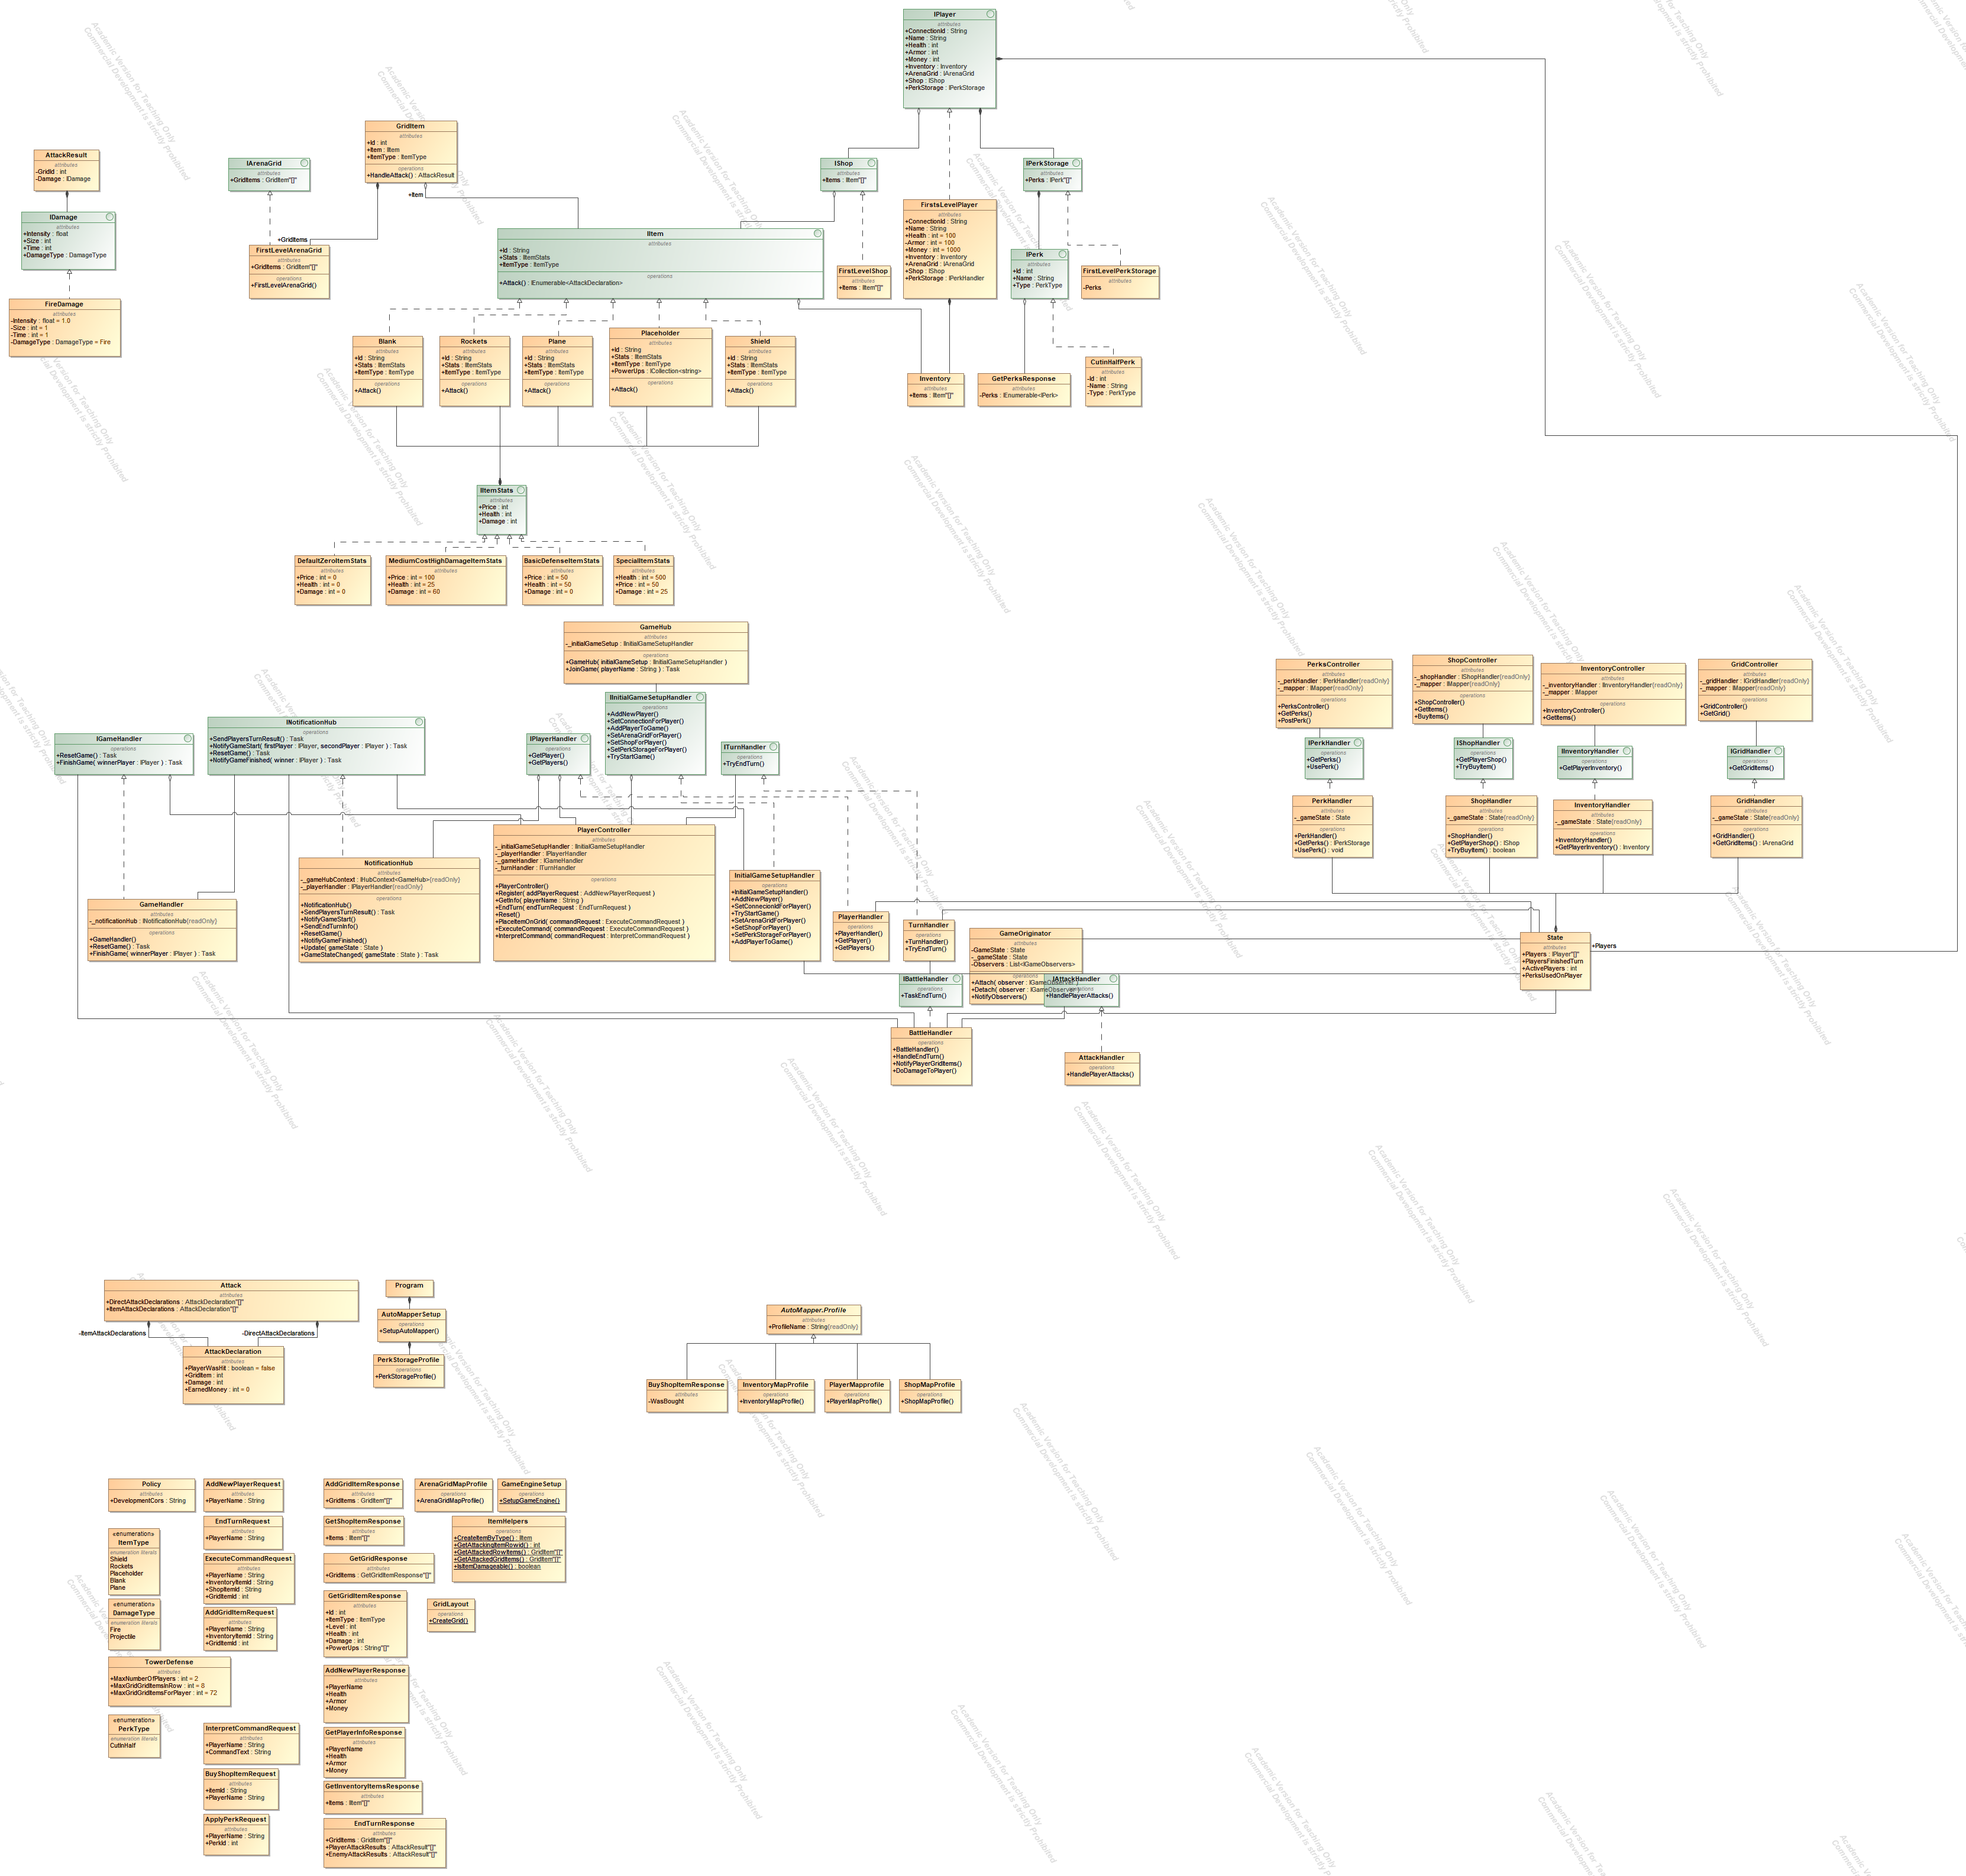 IPlayer
attributes
+ConnectionId : String
+Name : String
+Health : int
+Armor : int
+Money : int
+Inventory : Inventory
+ArenaGrid : IArenaGrid
+Shop : IShop
+PerkStorage : IPerkStorage
GridItem
attributes
+Id : int
+Item : IItem
+ItemType : ItemType
operations
+HandleAttack() : AttackResult
AttackResult
attributes
-GridId : int
-Damage : IDamage
IArenaGrid
attributes
+GridItems : GridItem"[]"
IShop
attributes
+Items : IItem"[]"
IPerkStorage
attributes
+Perks : IPerk"[]"
+Item
IDamage
attributes
+Intensity : float
+Size : int
+Time : int
+DamageType : DamageType
+GridItems
FirstLevelArenaGrid
attributes
+GridItems : GridItem"[]"
operations
+FirstLevelArenaGrid()
IItem
attributes
+Id : String
+Stats : IItemStats
+ItemType : ItemType
operations
+Attack() : IEnumerable<AttackDeclaration>
FirstLevelShop
attributes
+Items : IItem"[]"
FirstsLevelPlayer
attributes
+ConnectionId : String
+Name : String
+Health : int = 100
-Armor : int = 100
+Money : int = 1000
+Inventory : Inventory
+ArenaGrid : IArenaGrid
+Shop : IShop
+PerkStorage : IPerkHandler
IPerk
attributes
+Id : int
+Name : String
+Type : PerkType
FirstLevelPerkStorage
attributes
-Perks
FireDamage
attributes
-Intensity : float = 1.0
-Size : int = 1
-Time : int = 1
-DamageType : DamageType = Fire
Blank
attributes
+Id : String
+Stats : IItemStats
+ItemType : ItemType
operations
+Attack()
Rockets
attributes
+Id : String
+Stats : IItemStats
+ItemType : ItemType
operations
+Attack()
Plane
attributes
+Id : String
+Stats : IItemStats
+ItemType : ItemType
operations
+Attack()
Placeholder
attributes
+Id : String
+Stats : IItemStats
+ItemType : ItemType
+PowerUps : ICollection<string>
operations
+Attack()
Shield
attributes
+Id : String
+Stats : IItemStats
+ItemType : ItemType
operations
+Attack()
Inventory
attributes
+Items : IItem"[]"
GetPerksResponse
attributes
-Perks : IEnumerable<IPerk>
CutinHalfPerk
attributes
-Id : int
-Name : String
-Type : PerkType
IItemStats
attributes
+Price : int
+Health : int
+Damage : int
DefaultZeroItemStats
attributes
+Price : int = 0
+Health : int = 0
+Damage : int = 0
MediumCostHighDamageItemStats
attributes
+Price : int = 100
+Health : int = 25
+Damage : int = 60
BasicDefenseItemStats
attributes
+Price : int = 50
+Health : int = 50
+Damage : int = 0
SpecialItemStats
attributes
+Health : int = 500
+Price : int = 50
+Damage : int = 25
GameHub
attributes
-_initialGameSetup : IInitialGameSetupHandler
operations
+GameHub( initialGameSetup : IInitialGameSetupHandler )
+JoinGame( playerName : String ) : Task
IInitialGameSetupHandler
operations
+AddNewPlayer()
+SetConnectionForPlayer()
+AddPlayerToGame()
+SetArenaGridForPlayer()
+SetShopForPlayer()
+SetPerkStorageForPlayer()
+TryStartGame()
INotificationHub
operations
+SendPlayersTurnResult() : Task
+NotifyGameStart( firstPlayer : IPlayer, secondPlayer : IPlayer ) : Task
+ResetGame() : Task
+NotifyGameFinished( winner : IPlayer ) : Task
IGameHandler
operations
+ResetGame() : Task
+FinishGame( winnerPlayer : IPlayer ) : Task
IPlayerHandler
operations
+GetPlayer()
+GetPlayers()
ITurnHandler
operations
+TryEndTurn()
PerksController
attributes
-_perkHandler : IPerkHandler{readOnly}
-_mapper : IMapper{readOnly}
operations
+PerksController()
+GetPerks()
+PostPerk()
ShopController
attributes
-_shopHandler : IShopHandler{readOnly}
-_mapper : IMapper{readOnly}
operations
+ShopController()
+GetItems()
+BuyItems()
InventoryController
attributes
-_inventoryHandler : IInventoryHandler{readOnly}
-_mapper : IMapper
operations
+InventoryController()
+GetItems()
GridController
attributes
-_gridHandler : IGridHandler{readOnly}
-_mapper : IMapper{readOnly}
operations
+GridController()
+GetGrid()
IPerkHandler
operations
+GetPerks()
+UsePerk()
IShopHandler
operations
+GetPlayerShop()
+TryBuyItem()
IInventoryHandler
operations
+GetPlayerInventory()
IGridHandler
operations
+GetGridItems()
PerkHandler
attributes
-_gameState : State
operations
+PerkHandler()
+GetPerks() : IPerkStorage
+UsePerk() : void
ShopHandler
attributes
-_gameState : State{readOnly}
operations
+ShopHandler()
+GetPlayerShop() : IShop
+TryBuyItem() : boolean
InventoryHandler
attributes
-_gameState : State{readOnly}
operations
+InventoryHandler()
+GetPlayerInventory() : Inventory
GridHandler
attributes
-_gameState : State{readOnly}
operations
+GridHandler()
+GetGridItems() : IArenaGrid
PlayerController
attributes
-_initialGameSetupHandler : IInitialGameSetupHandler
-_playerHandler : IPlayerHandler
-_gameHandler : IGameHandler
-_turnHandler : ITurnHandler
operations
+PlayerController()
+Register( addPlayerRequest : AddNewPlayerRequest )
+GetInfo( playerName : String )
+EndTurn( endTurnRequest : EndTurnRequest )
+Reset()
+PlaceItemOnGrid( commandRequest : ExecuteCommandRequest )
+ExecuteCommand( commandRequest : ExecuteCommandRequest )
+InterpretCommand( commandRequest : InterpretCommandRequest )
NotificationHub
attributes
-_gameHubContext : IHubContext<GameHub>{readOnly}
-_playerHandler : IPlayerHandler{readOnly}
operations
+NotificationHub()
+SendPlayersTurnResult() : Task
+NotifyGameStart()
+SendEndTurnInfo()
+ResetGame()
+NotifiyGameFinished()
+Update( gameState : State )
+GameStateChanged( gameState : State ) : Task
GameHandler
attributes
-_notificationHub : INotificationHub{readOnly}
operations
+GameHandler()
+ResetGame() : Task
+FinishGame( winnerPlayer : IPlayer ) : Task
InitialGameSetupHandler
operations
+InitialGameSetupHandler()
+AddNewPlayer()
+SetConnecionIdForPlayer()
+TryStartGame()
+SetArenaGridForPlayer()
+SetShopForPlayer()
+SetPerkStorageForPlayer()
+AddPlayerToGame()
PlayerHandler
operations
+PlayerHandler()
+GetPlayer()
+GetPlayers()
TurnHandler
operations
+TurnHandler()
+TryEndTurn()
GameOriginator
attributes
-GameState : State
-_gameState : State
-Observers : List<IGameObservers>
operations
+Attach( observer : IGameObserver )
+Detach( observer : IGameObserver )
+NotifyObservers()
IBattleHandler
operations
+TaskEndTurn()
IAttackHandler
operations
+HandlePlayerAttacks()
State
attributes
+Players : IPlayer"[]"
+PlayersFinishedTurn
+ActivePlayers : int
+PerksUsedOnPlayer
+Players
BattleHandler
operations
+BattleHandler()
+HandleEndTurn()
+NotifyPlayerGridItems()
+DoDamageToPlayer()
AttackHandler
operations
+HandlePlayerAttacks()
Attack
attributes
+DirectAttackDeclarations : AttackDeclaration"[]"
+ItemAttackDeclarations : AttackDeclaration"[]"
-ItemAttackDeclarations
-DirectAttackDeclarations
AttackDeclaration
attributes
+PlayerWasHit : boolean = false
+GridItem : int
+Damage : int
+EarnedMoney : int = 0
Program
AutoMapperSetup
operations
+SetupAutoMapper()
PerkStorageProfile
operations
+PerkStorageProfile()
AutoMapper.Profile
attributes
+ProfileName : String{readOnly}
BuyShopItemResponse
attributes
-WasBought
InventoryMapProfile
operations
+InventoryMapProfile()
PlayerMapprofile
operations
+PlayerMapProfile()
ShopMapProfile
operations
+ShopMapProfile()
Policy
attributes
+DevelopmentCors : String
AddNewPlayerRequest
attributes
+PlayerName : String
AddGridItemResponse
attributes
+GridItems : GridItem"[]"
ArenaGridMapProfile
operations
+ArenaGridMapProfile()
GameEngineSetup
operations
+SetupGameEngine()
EndTurnRequest
attributes
+PlayerName : String
GetShopItemResponse
attributes
+Items : IItem"[]"
ItemHelpers
operations
+CreateItemByType() : IItem
+GetAttackingItemRowId() : int
+GetAttackedRowItems() : GridItem"[]"
+GetAttackedGridItems() : GridItem"[]"
+IsItemDamageable() : boolean
«enumeration»
ItemType
enumeration literals
Shield
Rockets
Placeholder
Blank
Plane
ExecuteCommandRequest
attributes
+PlayerName : String
+InventoryItemId : String
+ShopItemId : String
+GridItemId : int
GetGridResponse
attributes
+GridItems : GetGridItemResponse"[]"
GetGridItemResponse
attributes
+Id : int
+ItemType : ItemType
+Level : int
+Health : int
+Damage : int
+PowerUps : String"[]"
GridLayout
operations
+CreateGrid()
«enumeration»
DamageType
enumeration literals
Fire
Projectile
AddGridItemRequest
attributes
+PlayerName : String
+InventoryItemId : String
+GridItemId : int
TowerDefense
attributes
+MaxNumberOfPlayers : int = 2
+MaxGridGridItemsInRow : int = 8
+MaxGridGridItemsForPlayer : int = 72
AddNewPlayerResponse
attributes
+PlayerName
+Health
+Armor
+Money
«enumeration»
PerkType
enumeration literals
CutInHalf
InterpretCommandRequest
attributes
+PlayerName : String
+CommandText : String
GetPlayerInfoResponse
attributes
+PlayerName
+Health
+Armor
+Money
BuyShopItemRequest
attributes
+itemId : String
+PlayerName : String
GetInventoryItemsResponse
attributes
+Items : IItem"[]"
ApplyPerkRequest
attributes
+PlayerName : String
+PerkId : int
EndTurnResponse
attributes
+GridItems : GridItem"[]"
+PlayerAttackResults : AttackResult"[]"
+EnemyAttackResults : AttackResult"[]"
Academic Version for Teaching Only
Commercial Development is strictly Prohibited